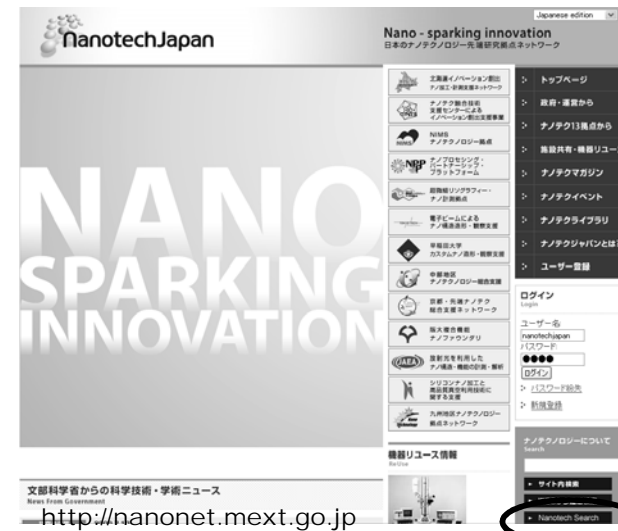 Japanese edition
NanotechJapan
Nano - sparking innovation
日本のナノテクノロジー先端研究拠点ネットワーク
NANO
SPARKING
INNOVATION
北海道イノベーション創出
ナノ加工・計測支援ネットワーク
ナノテク融合技術
支援センターによる
イノベーション創出支援事業
NIMS
NIMS
ナノテクノロジー拠点
NPPP
ナノプロセシング・
パートナーシップ・
プラットフォーム
超微細リソグラフィー・
ナノ計測拠点
電子ビームによる
ナノ構造造形・観察支援
早稲田大学
カスタムナノ造形・観察支援
中部地区
ナノテクノロジー総合支援
京都・先端ナノテク
総合支援ネットワーク
阪大複合機能
ナノファウンダリ
JAEA
放射光を利用した
ナノ構造・機能の計測・解析
シリコンナノ加工と
高品質真空利用技術に
関する支援
九州地区ナノテクノロジー
拠点ネットワーク
機器リユース情報
ReUse
トップページ
政府・運営から
ナノテク13拠点から
施設共有・機器リユー
ナノテクマガジン
ナノテクイベント
ナノテクライブラリ
ナノテクジャパンとは?
ユーザー登録
ログイン
Login
ユーザー名:
nanotechjapan
パスワード:
ログイン
パスワード紛失
新規登録
ナノテクノロジーについて
Search
サイト内検索
Nanotech Search
文部科学省からの科学技術・学術ニュース
News From Government
http://nanonet.mext.go.jp